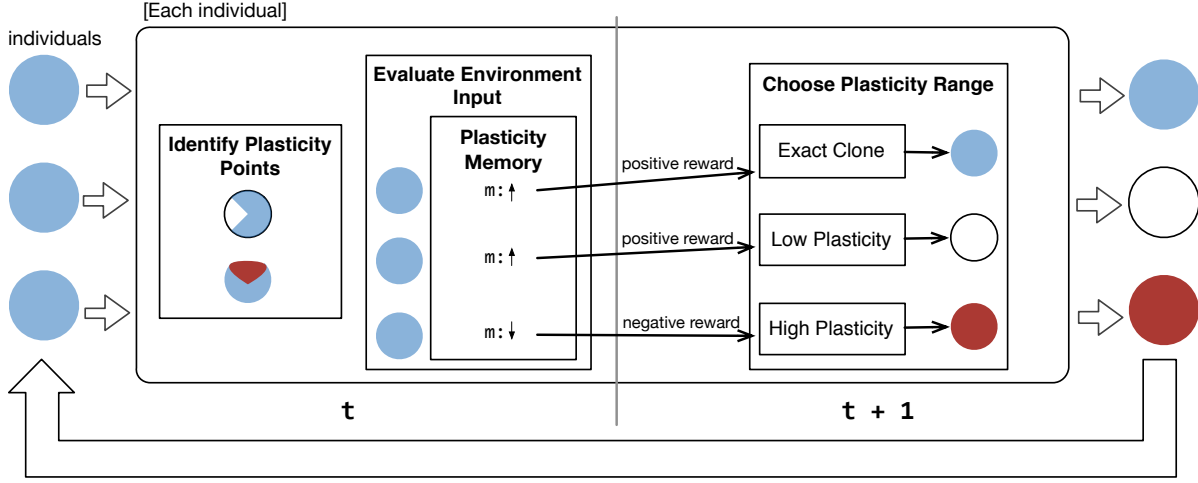 [Each individual]
individuals
Identify Plasticity
Points
Evaluate Environment
Input
Plasticity
Memory
m:↑
m:↑
m:↓
positive reward
positive reward
negative reward
Choose Plasticity Range
Exact Clone
Low Plasticity
High Plasticity
t
t + 1